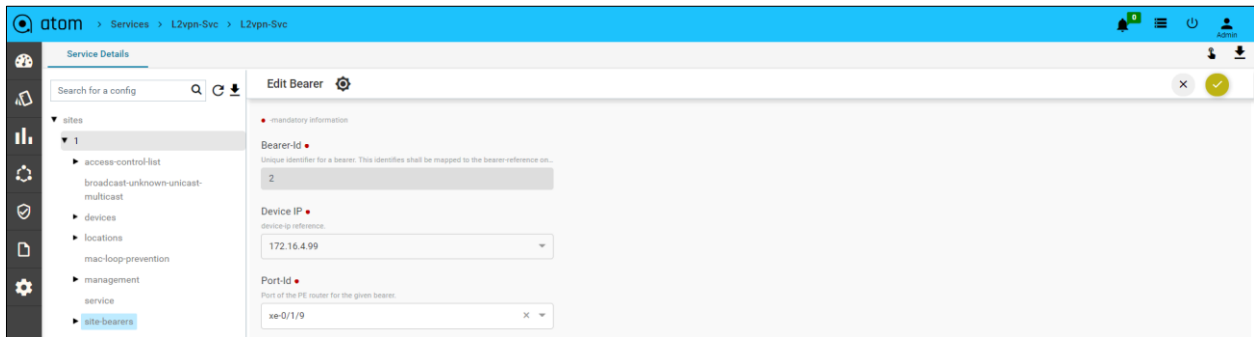 atom > Services > L2vpn-Svc > L2vpn-Svc
0
Admin
Service Details
Search for a config
Edit Bearer
sites
1
access-control-list
broadcast-unknown-unicast-
multicast
devices
locations
mac-loop-prevention
management
service
site-bearers
-mandatory information
Bearer-Id
Unique identifier for a bearer. This identifies shall be mapped to the bearer-reference on...
2
Device IP
device-ip reference.
172.16.4.99
Port-Id
Port of the PE router for the given bearer.
xe-0/1/9